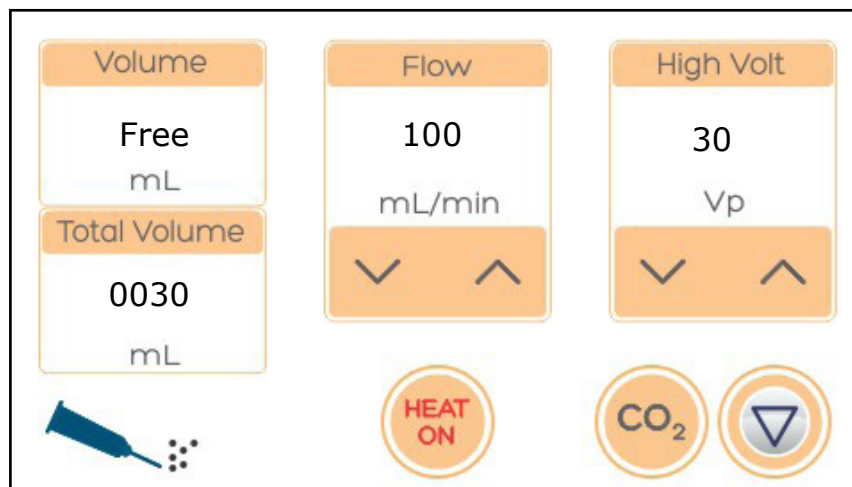 Volume
Free
mL
Total Volume
0030
mL
Flow
100
mL/min
High Volt
30
Vp
HEAT
ON
CO₂